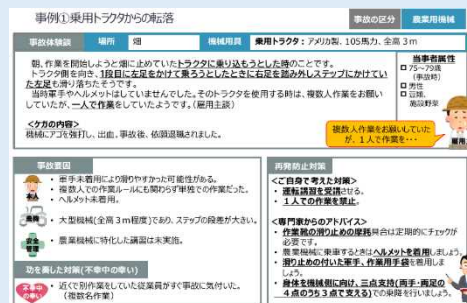 事例①乗用トラクタからの転落
事故の区分 農業用機械
事故体験談 場所 畑 機械用具 乗用トラクタ：アメリカ製、105馬力、全高３ｍ
朝、作業を開始しようと畑に止めていたトラクタに乗り込もうとした時のことです。
トラクタ側を向き、1段目に左足をかけて乗ろうとしたときに右足を踏み外しステップにかけてい
た左足も滑り落ちたそうです。
当時軍手やヘルメットはしていませんでした。そのトラクタを使用する時は、複数人作業をお願い
していたが、一人で作業をしていたようです。（雇用主談）
＜ケガの内容＞
機械にアゴを強打し、出血、事故後、依願退職されました。
当事者属性
75～79歳
（事故時）
男性
豆類、
施設野菜
複数人作業をお願いしていた
が、１人で作業を・・・
事故要因
軍手未着用により滑りやすかった可能性がある。
複数人での作業ルールにも関わらず単独での作業だった。
ヘルメット未着用。
大型機械（全高３ｍ程度）であり、ステップの段差が大きい。
安全
管理
農業機械に特化した講習は未実施。
功を奏した対策（不幸中の幸い）
不幸中
の幸い
近くで別作業をしていた従業員がすぐ事故に気付いた。
（複数名作業）
再発防止対策
＜ご自身で考えた対策＞
運転講習を受講させる。
１人での作業を禁止。
＜専門家からのアドバイス＞
作業靴の滑り止めの摩耗具合は定期的にチェックが
必要です。
農業機械に乗車するときはヘルメットを着用しましょう。
滑り止めの付いた軍手、作業用手袋を着用しま
しょう。
身体を機械側に向け、三点支持（両手・両足の
４点のうち３点で支える）での乗降を行いましょう。